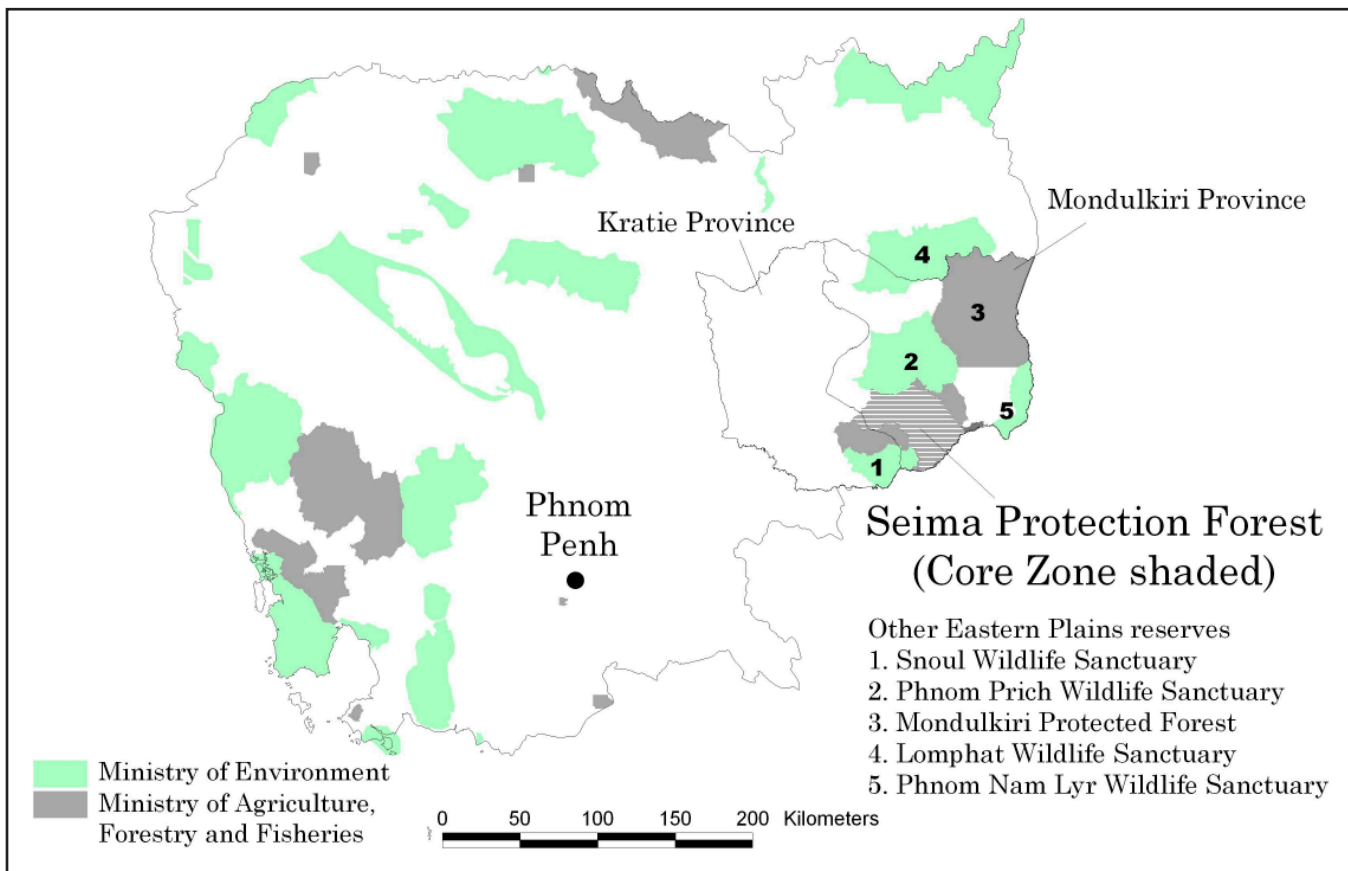 Kratie Province
Mondulkiri Province
4
3
2
5
1
Phnom
Penh
Seima Protection Forest
(Core Zone shaded)
Other Eastern Plains reserves
1. Snoul Wildlife Sanctuary
2. Phnom Prich Wildlife Sanctuary
3. Mondulkiri Protected Forest
4. Lomphat Wildlife Sanctuary
5. Phnom Nam Lyr Wildlife Sanctuary
Ministry of Environment
Ministry of Agriculture,
Forestry and Fisheries
0 50 100 150 200 Kilometers